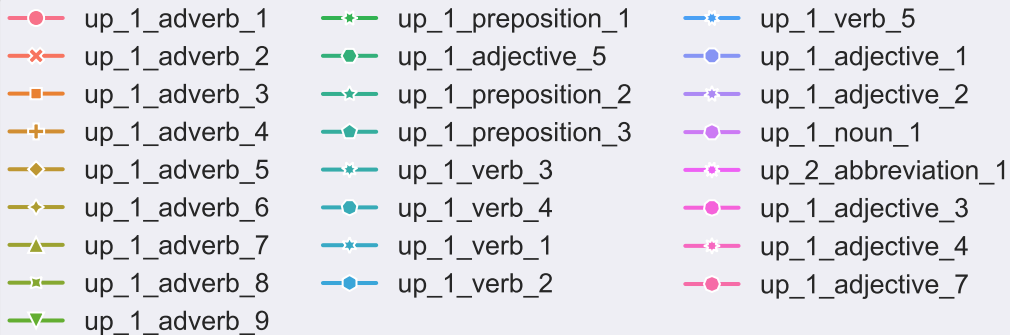 up_1_adverb_1
up_1_adverb_2
up_1_adverb_3
up_1_adverb_4
up_1_adverb_5
up_1_adverb_6
up_1_adverb_7
up_1_adverb_8
up_1_adverb_9
up_1_preposition_1
up_1_adjective_5
up_1_preposition_2
up_1_preposition_3
up_1_verb_3
up_1_verb_4
up_1_verb_1
up_1_verb_2
up_1_verb_5
up_1_adjective_1
up_1_adjective_2
up_1_noun_1
up_2_abbreviation_1
up_1_adjective_3
up_1_adjective_4
up_1_adjective_7